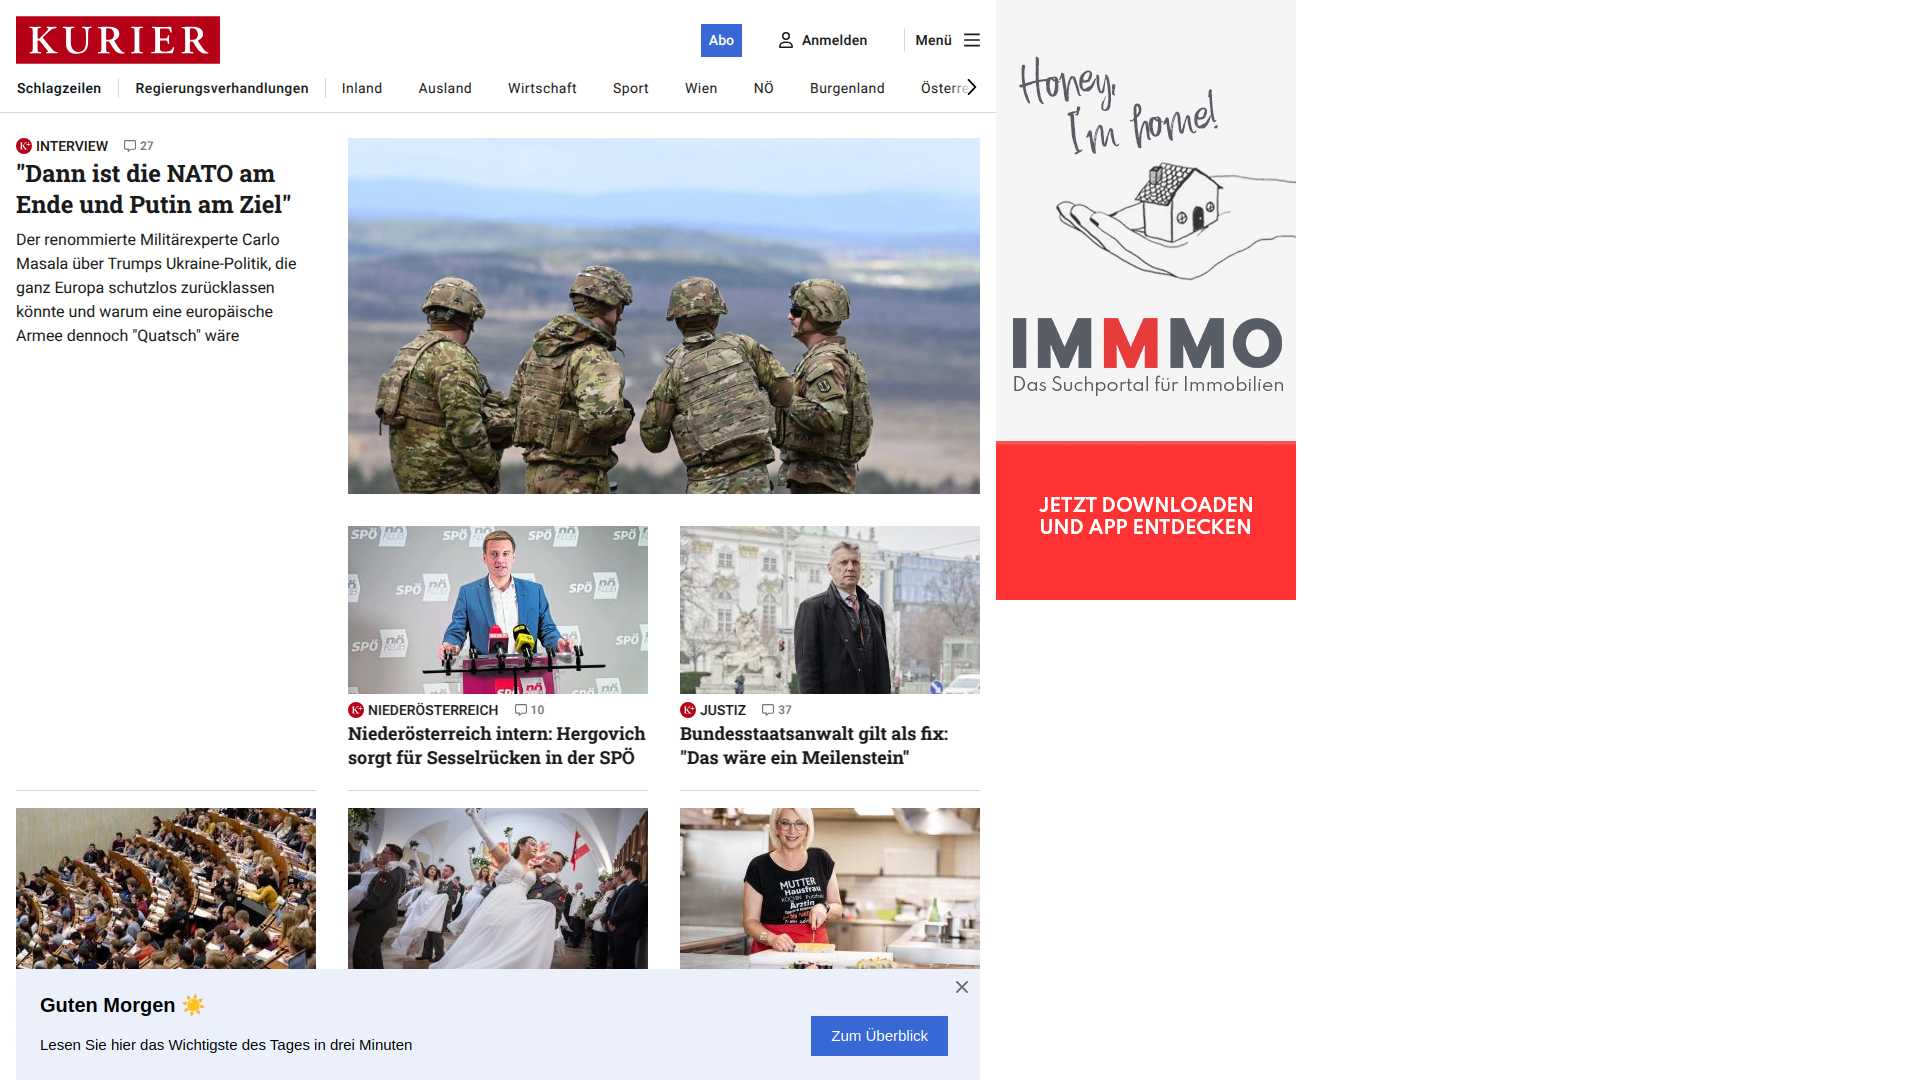 KURIER
Abo
Anmelden
Menü
Schlagzeilen
Regierungsverhandlungen
Inland
Ausland
Wirtschaft
Sport
Wien
NÖ
Burgenland
Österre
INTERVIEW 27
"Dann ist die NATO am
Ende und Putin am Ziel"
Der renommierte Militärexperte Carlo
Masala über Trumps Ukraine-Politik, die
ganz Europa schutzlos zurücklassen
könnte und warum eine europäische
Armee dennoch "Quatsch" wäre
NIEDERÖSTERREICH 10
Niederösterreich intern: Hergovich
sorgt für Sesselrücken in der SPÖ
JUSTIZ 37
Bundesstaatsanwalt gilt als fix:
"Das wäre ein Meilenstein"
MUTTER
Hausfrau
Ärztin
Guten Morgen ☀️
Lesen Sie hier das Wichtigste des Tages in drei Minuten
Zum Überblick
Honey,
I'm home!
IMMMO
Das Suchportal für Immobilien
JETZT DOWNLOADEN
UND APP ENTDECKEN